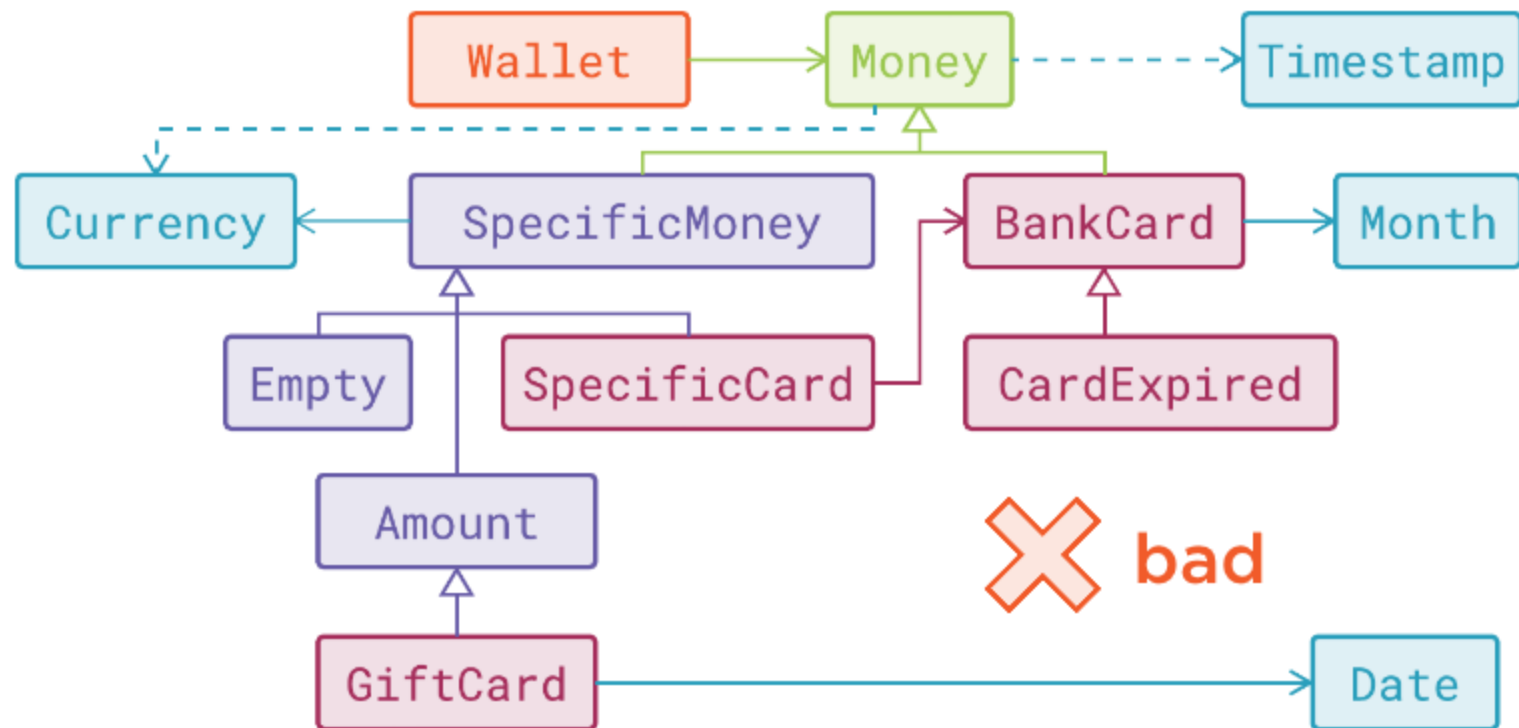 Wallet
Money
Timestamp
Currency
SpecificMoney
BankCard
Month
Empty
SpecificCard
CardExpired
Amount
bad
GiftCard
Date